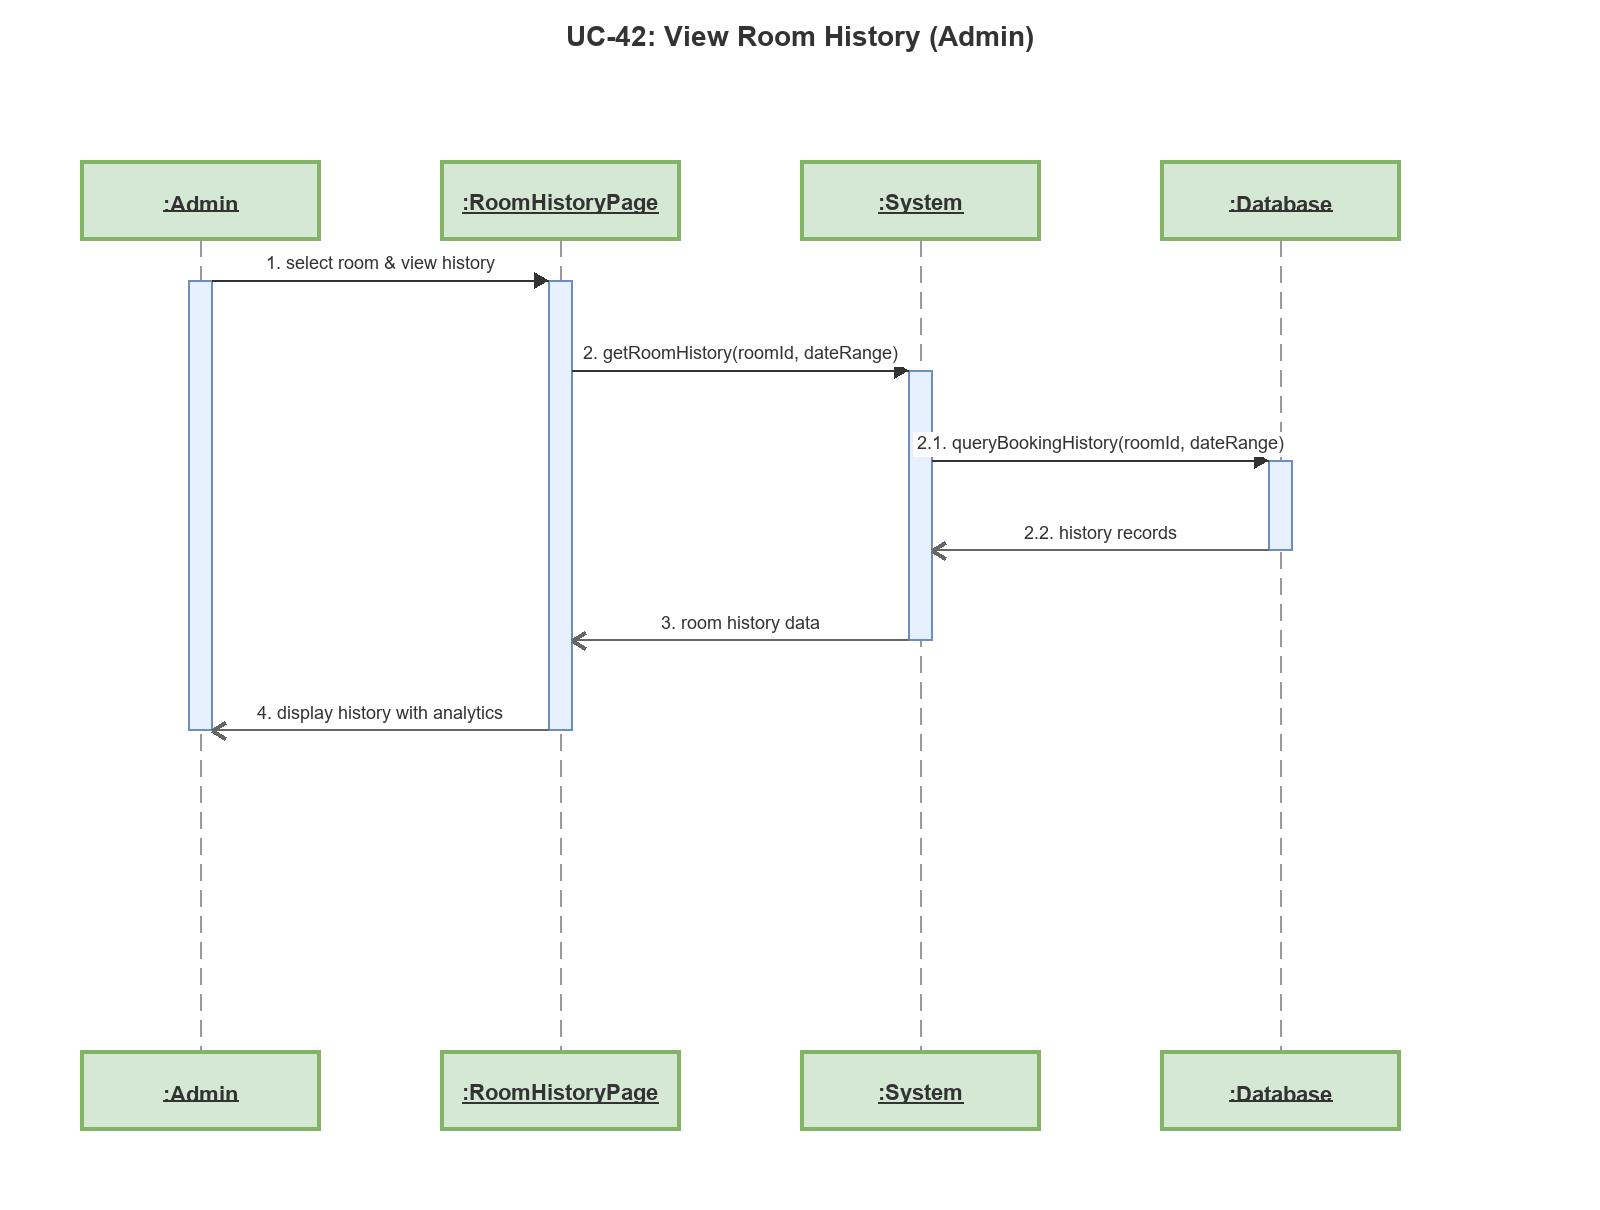 UC-42: View Room History (Admin)
:Admin
:RoomHistoryPage
:System
:Database
1. select room & view history
2. getRoomHistory(roomId, dateRange)
2.1. queryBookingHistory(roomId, dateRange)
2.2. history records
3. room history data
4. display history with analytics
:Admin
:RoomHistoryPage
:System
:Database